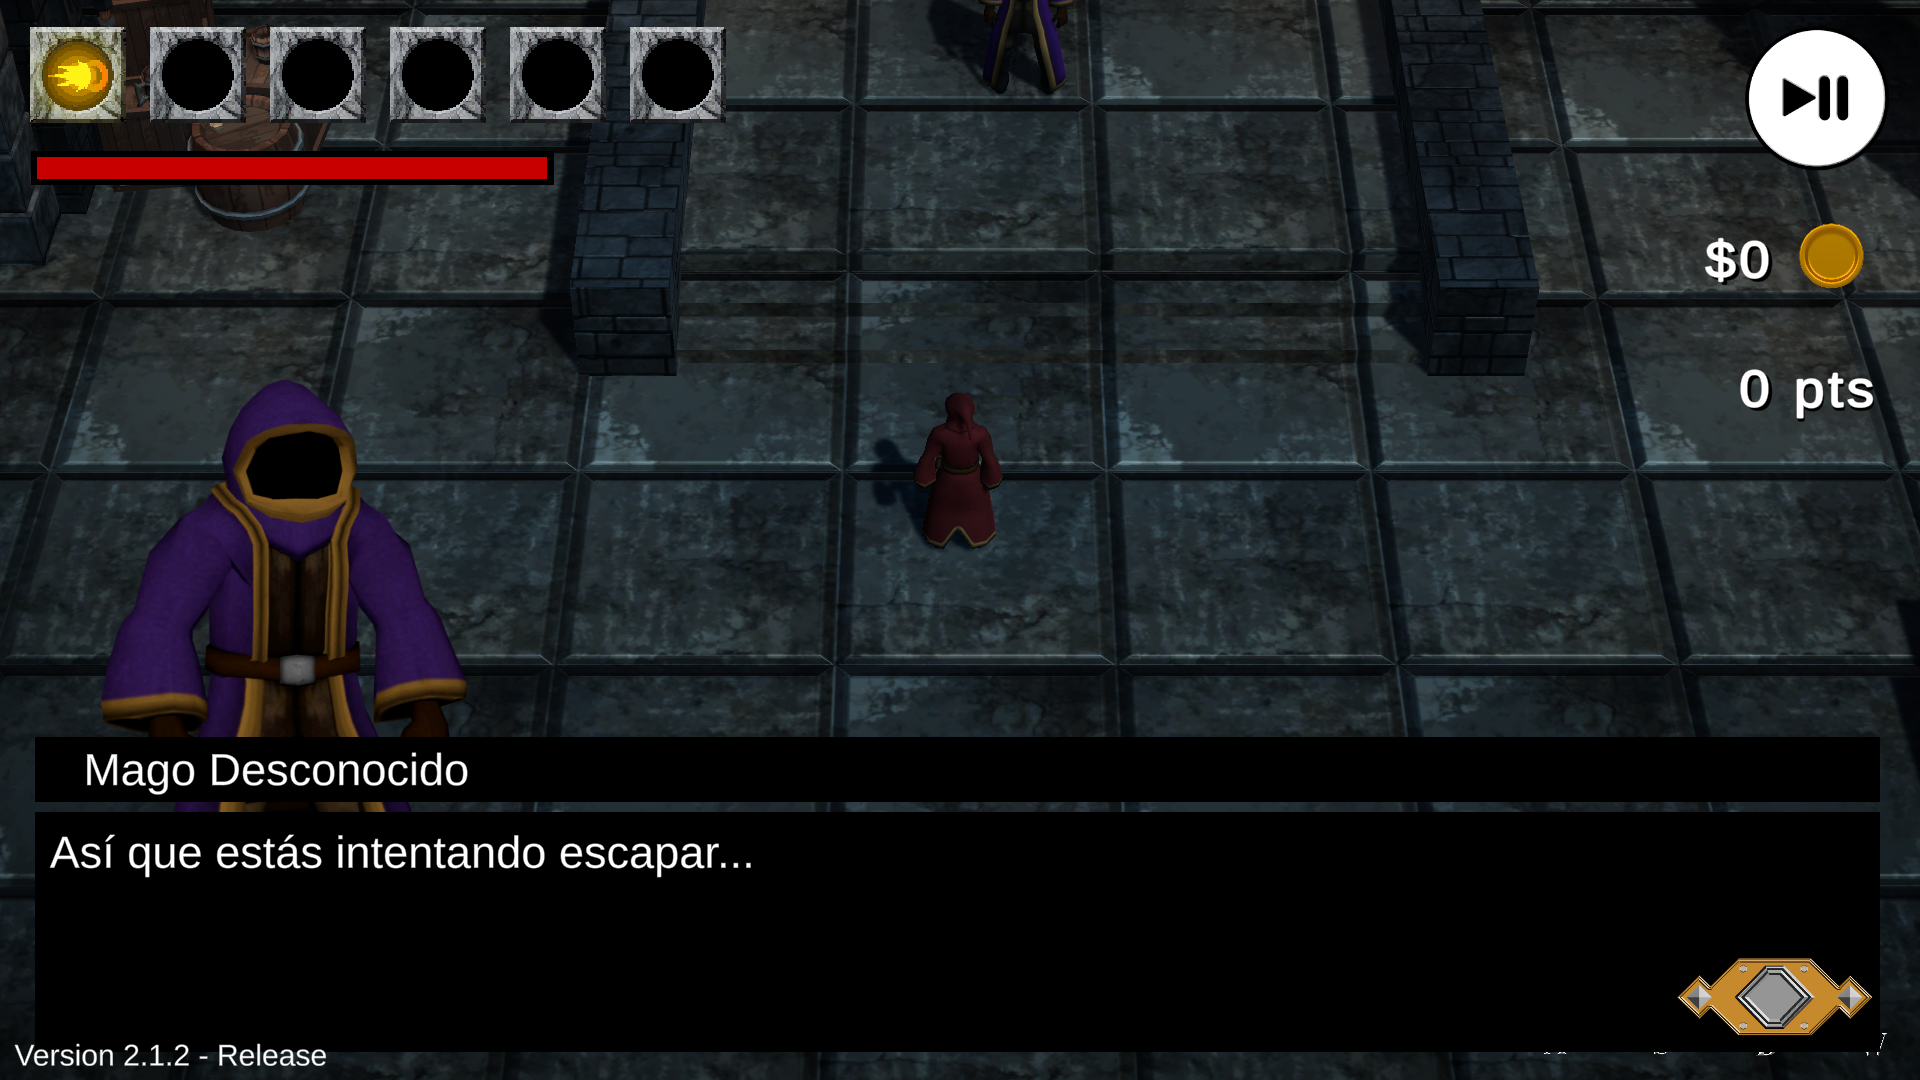 $0
0 pts
Mago Desconocido
Así que estás intentando escapar...
Version 2.1.2 - Release